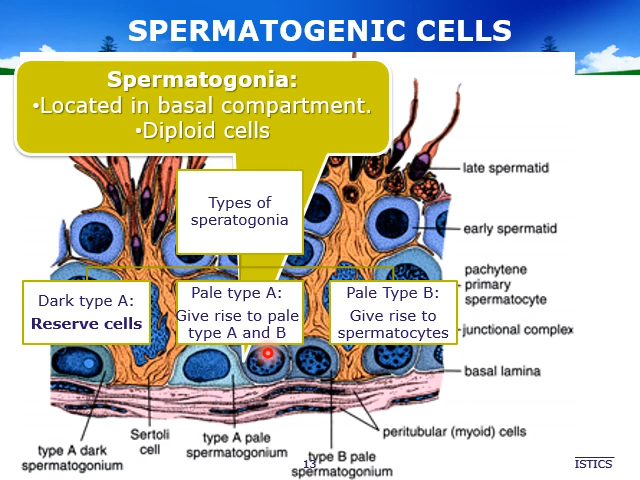 SPERMATOGENIC CELLS
Spermatogonia:
•Located in basal compartment.
•Diploid cells
Types of
speratogonia
Dark type A:
Reserve cells
Pale type A:
Give rise to pale
type A and B
Pale Type B:
Give rise to
spermatocytes
late spermatid
early spermatid
pachytene
primary
spermatocyte
junctional complex
basal lamina
peritubular (myoid) cells
type A dark
spermatogonium
Sertoli
cell
type A pale
spermatogonium
type B pale
spermatogonium
13
ISTICS